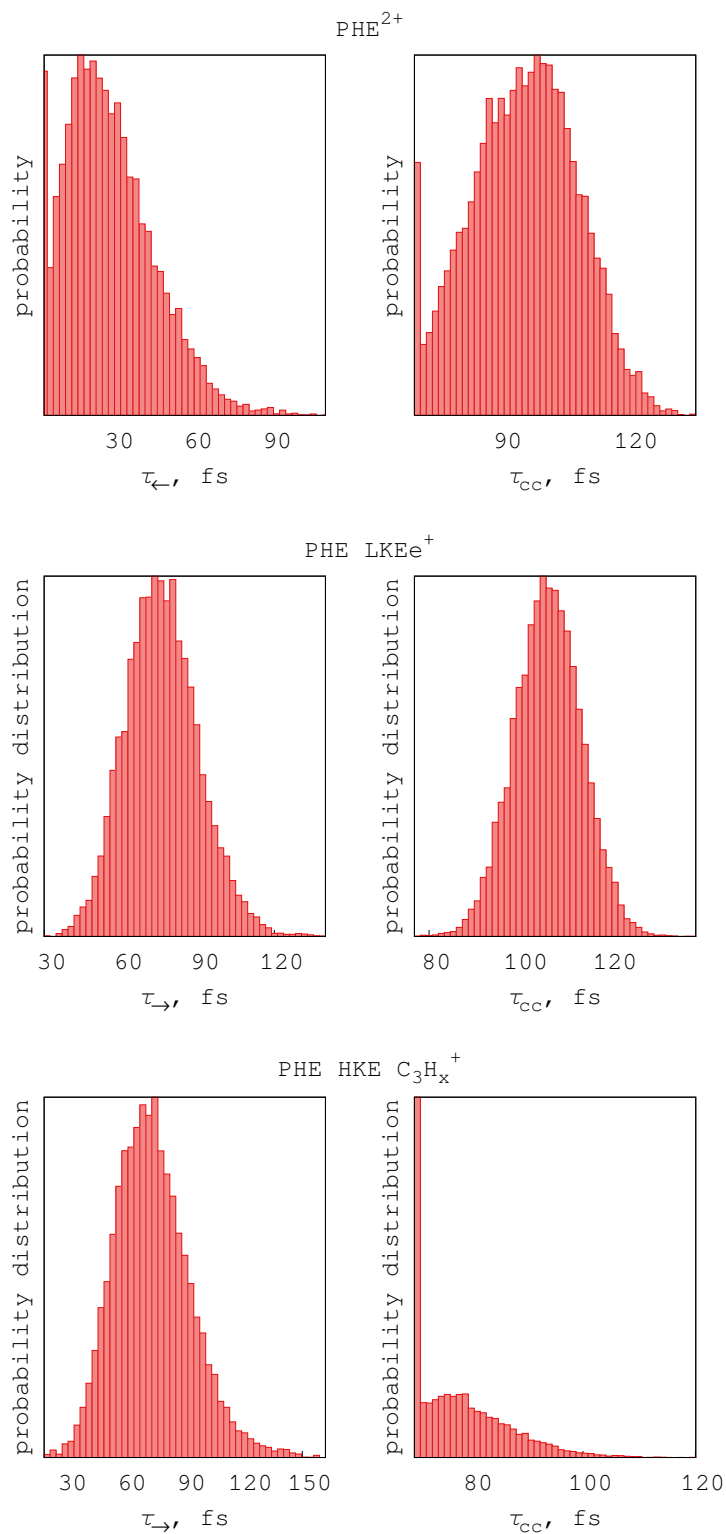 PHE²⁺
probability
30 60 90
τ←, fs
probability
90 120
τcc, fs
PHE LKEe⁺
probability distribution
30 60 90 120
τ→, fs
probability distribution
80 100 120
τcc, fs
PHE HKE C₃Hₓ⁺
probability distribution
30 60 90 120 150
τ→, fs
probability distribution
80 100 120
τcc, fs